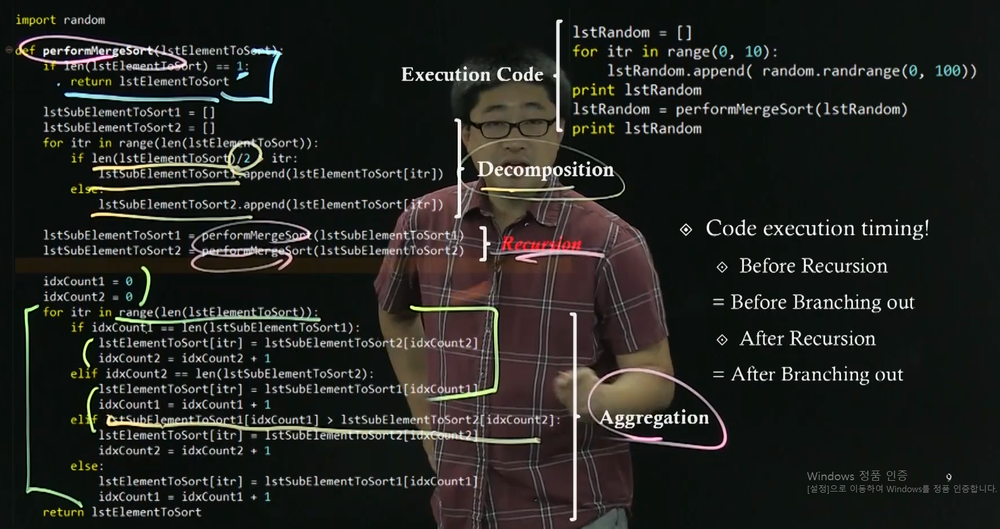 import random
def performMergeSort(lstElementToSort):
if len(lstElementToSort) == 1:
return lstElementToSort
lstSubElementToSort1 = []
lstSubElementToSort2 = []
for itr in range(len(lstElementToSort)):
if len(lstElementToSort)/2 > itr:
lstSubElementToSort1.append(lstElementToSort[itr])
else:
lstSubElementToSort2.append(lstElementToSort[itr])
lstSubElementToSort1 = performMergeSort(lstSubElementToSort1)
lstSubElementToSort2 = performMergeSort(lstSubElementToSort2)
idxCount1 = 0
idxCount2 = 0
for itr in range(len(lstElementToSort)):
if idxCount1 == len(lstSubElementToSort1):
lstElementToSort[itr] = lstSubElementToSort2[idxCount2]
idxCount2 = idxCount2 + 1
elif idxCount2 == len(lstSubElementToSort2):
lstElementToSort[itr] = lstSubElementToSort1[idxCount1]
idxCount1 = idxCount1 + 1
elif lstSubElementToSort1[idxCount1] > lstSubElementToSort2[idxCount2]:
lstElementToSort[itr] = lstSubElementToSort2[idxCount2]
idxCount2 = idxCount2 + 1
else:
lstElementToSort[itr] = lstSubElementToSort1[idxCount1]
idxCount1 = idxCount1 + 1
return lstElementToSort
Execution Code
Decomposition
Recursion
Aggregation
lstRandom = []
for itr in range(0, 10):
lstRandom.append( random.randrange(0, 100))
print lstRandom
lstRandom = performMergeSort(lstRandom)
print lstRandom
Code execution timing!
Before Recursion
= Before Branching out
After Recursion
= After Branching out
Windows 정품 인증
9
[설정]으로 이동하여 Windows를 정품 인증합니다.